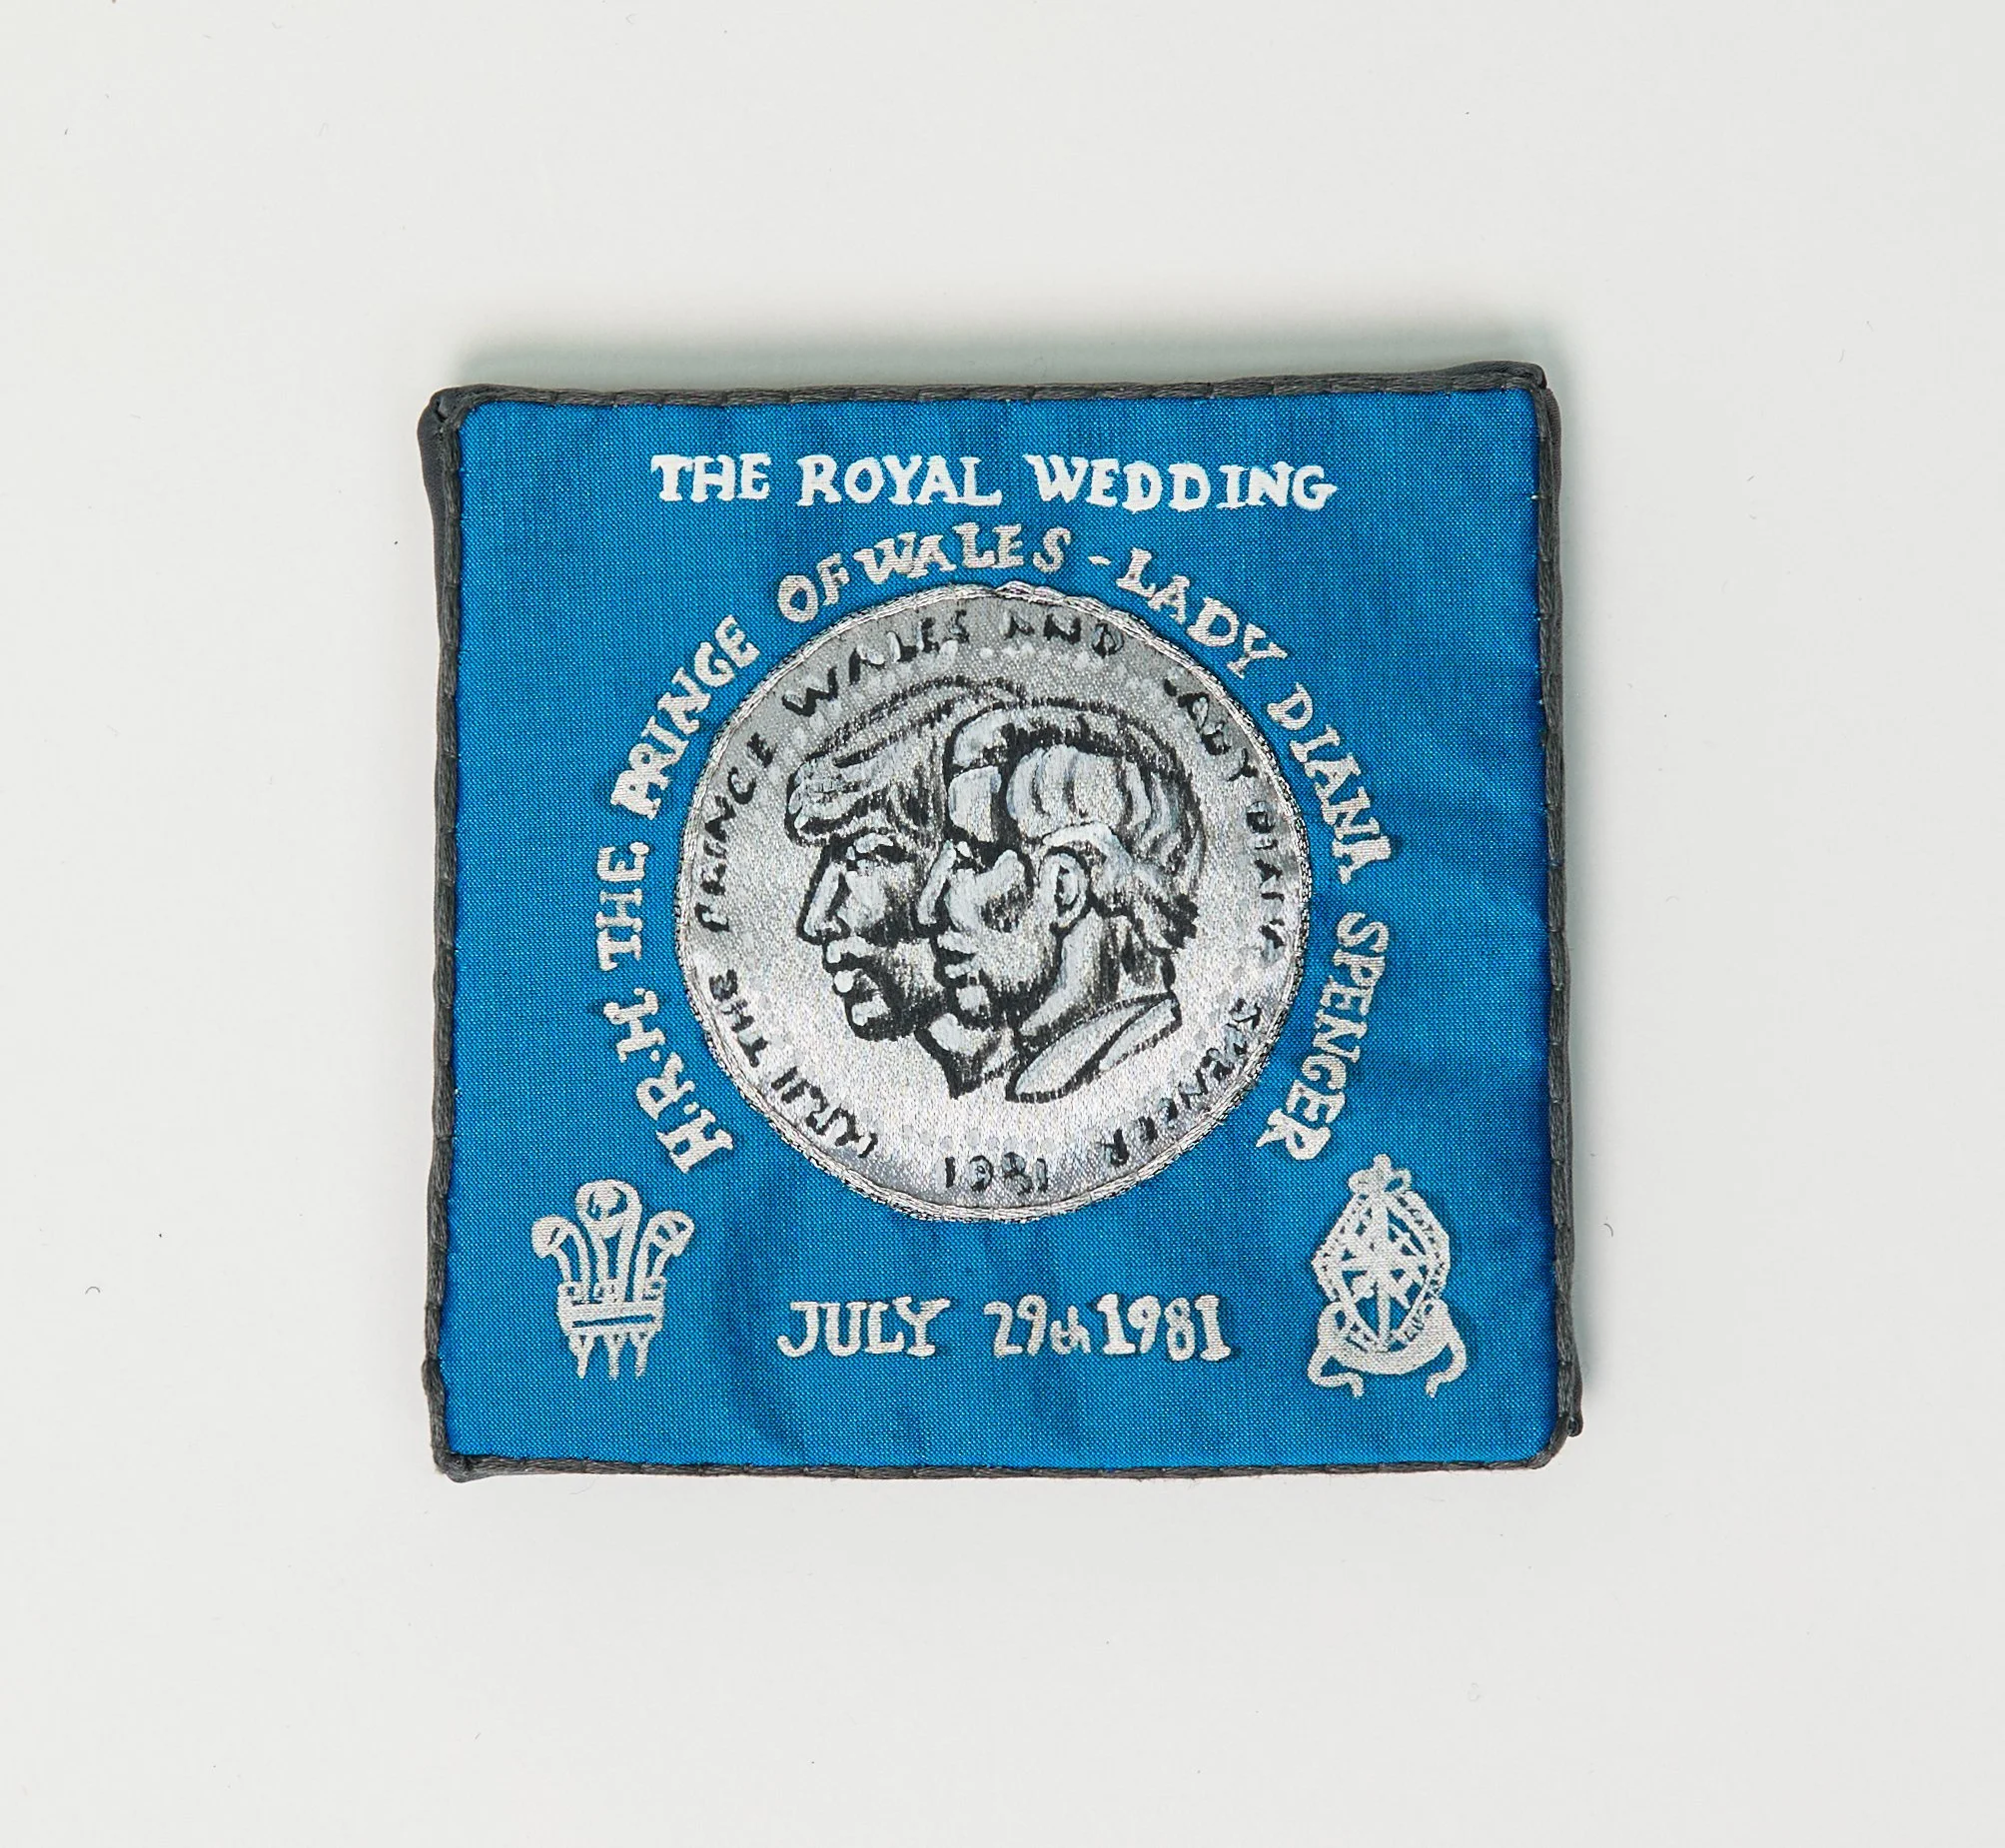 THE ROYAL WEDDING
H.R.H. THE PRINCE OF WALES - LADY DIANA SPENCER
THE PRINCE WALES AND LADY DIANA SPENCER
1981
JULY 29th 1981